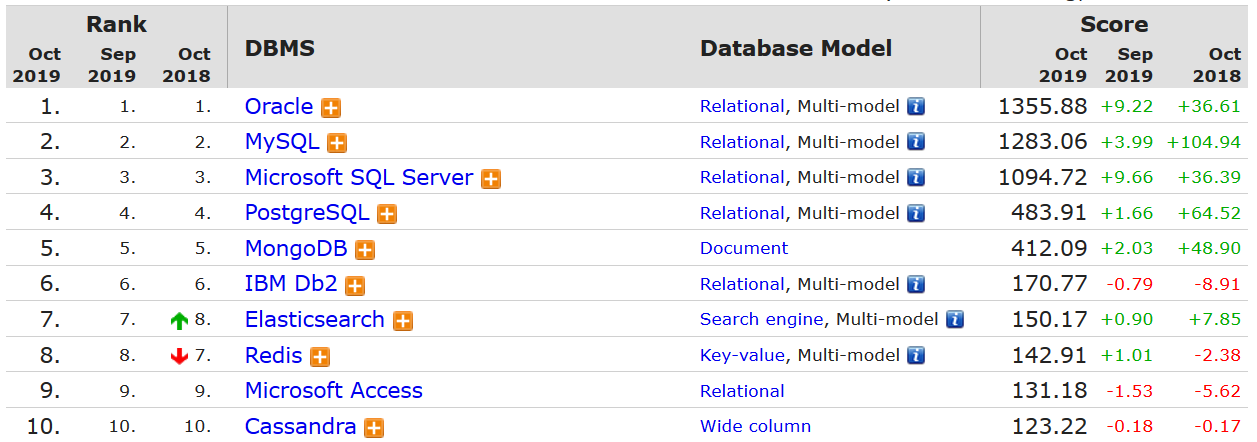 Rank DBMS Database Model Score
Oct 2019 Sep 2019 Oct 2018 Oct 2019 Sep 2019 Oct 2018
1. 1. 1. Oracle Relational, Multi-model 1355.88 +9.22 +36.61
2. 2. 2. MySQL Relational, Multi-model 1283.06 +3.99 +104.94
3. 3. 3. Microsoft SQL Server Relational, Multi-model 1094.72 +9.66 +36.39
4. 4. 4. PostgreSQL Relational, Multi-model 483.91 +1.66 +64.52
5. 5. 5. MongoDB Document 412.09 +2.03 +48.90
6. 6. 6. IBM Db2 Relational, Multi-model 170.77 -0.79 -8.91
7. 7. 8. Elasticsearch Search engine, Multi-model 150.17 +0.90 +7.85
8. 8. 7. Redis Key-value, Multi-model 142.91 +1.01 -2.38
9. 9. 9. Microsoft Access Relational 131.18 -1.53 -5.62
10. 10. 10. Cassandra Wide column 123.22 -0.18 -0.17